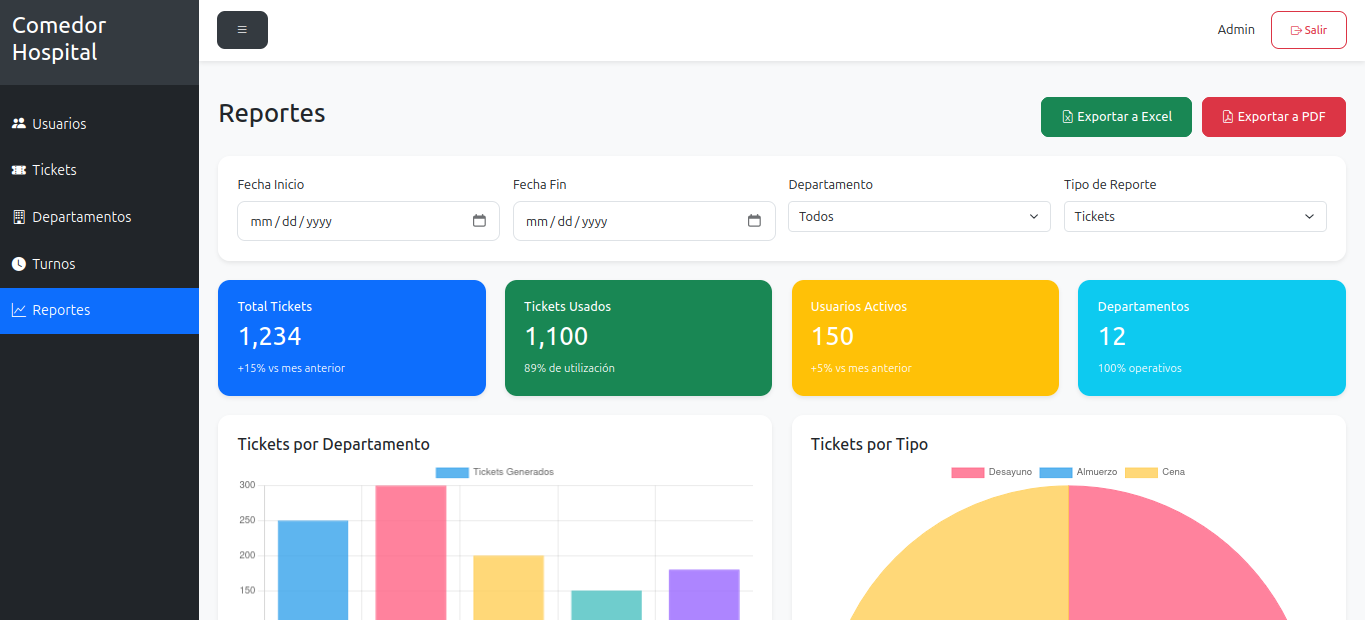 Comedor
Hospital
Admin
Salir
Usuarios
Tickets
Departamentos
Turnos
Reportes
Reportes
Exportar a Excel
Exportar a PDF
Fecha Inicio
Fecha Fin
Departamento
Tipo de Reporte
mm/dd/yyyy
mm/dd/yyyy
Todos
Tickets
Total Tickets
1,234
+15% vs mes anterior
Tickets Usados
1,100
89% de utilización
Usuarios Activos
150
+5% vs mes anterior
Departamentos
12
100% operativos
Tickets por Departamento
Tickets Generados
300
250
200
150
Tickets por Tipo
Desayuno
Almuerzo
Cena